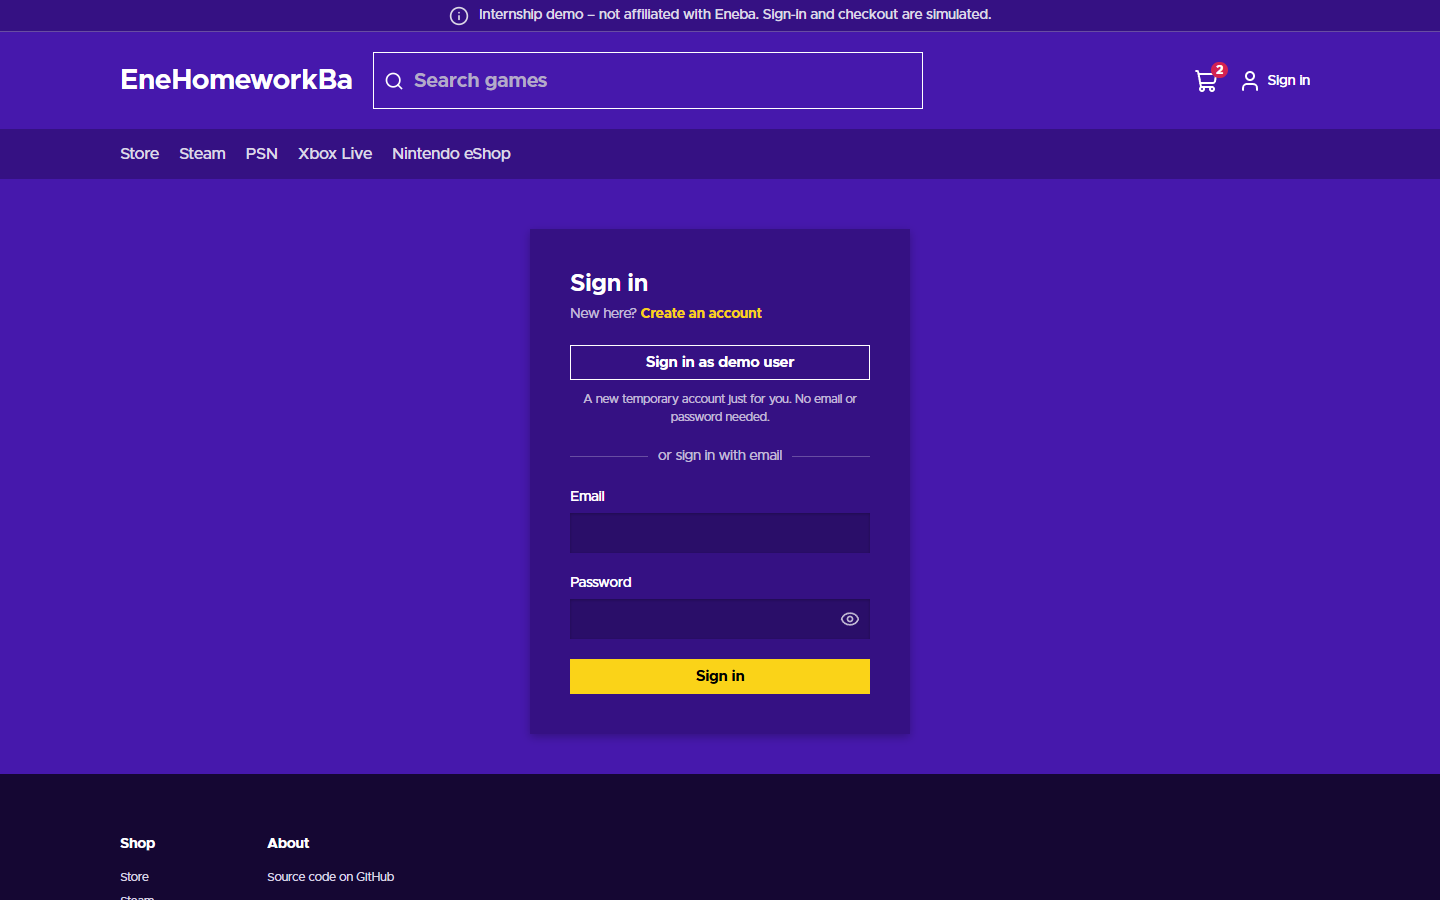 Internship demo – not affiliated with Eneba. Sign-in and checkout are simulated.
EneHomeworkBa
Search games
2
Sign in
Store
Steam
PSN
Xbox Live
Nintendo eShop
Sign in
New here? Create an account
Sign in as demo user
A new temporary account just for you. No email or
password needed.
or sign in with email
Email
Password
Sign in
Shop
About
Store
Source code on GitHub
Steam